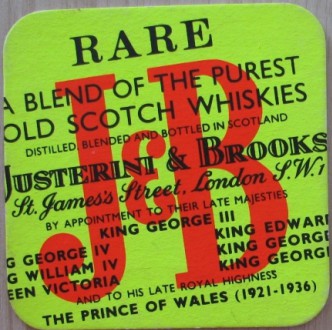 RARE
J&B
A BLEND OF THE PUREST
OLD SCOTCH WHISKIES
DISTILLED, BLENDED AND BOTTLED IN SCOTLAND
JUSTERINI & BROOKS
St. James's Street, London S.W.1
BY APPOINTMENT TO THEIR LATE MAJESTIES
KING GEORGE III
G GEORGE IV KING EDWAR
G WILLIAM IV KING GEORGE
EEN VICTORIA KING GEORGE
AND TO HIS LATE ROYAL HIGHNESS
THE PRINCE OF WALES (1921-1936)